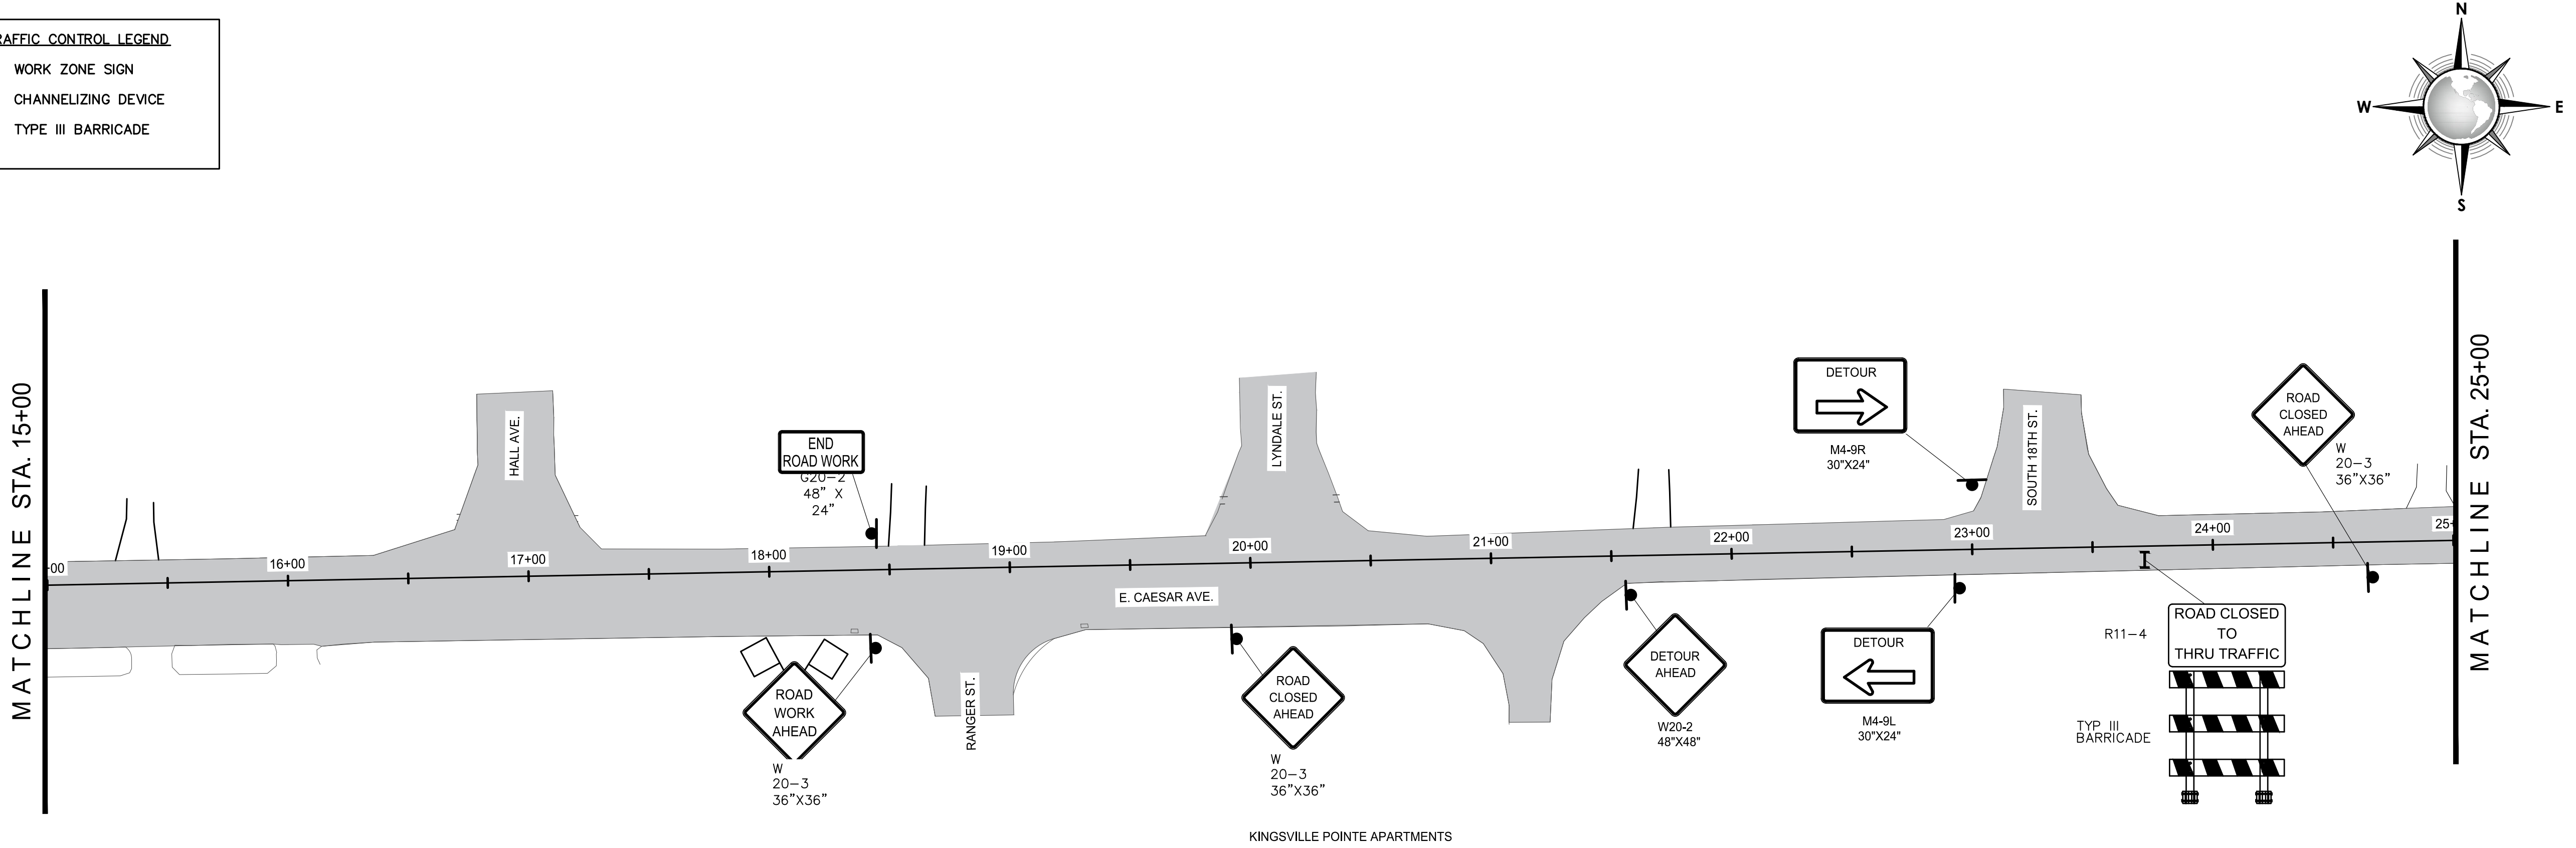 RAFFIC CONTROL LEGEND
WORK ZONE SIGN
CHANNELIZING DEVICE
TYPE III BARRICADE
N
W
E
S
MATCHLINE STA. 15+00
MATCHLINE STA. 25+00
HALL AVE.
LYNDALE ST.
SOUTH 18TH ST.
RANGER ST.
E. CAESAR AVE.
+00
16+00
17+00
18+00
19+00
20+00
21+00
22+00
23+00
24+00
25+
END
ROAD WORK
G20-2
48" X
24"
DETOUR
M4-9R
30"X24"
ROAD
CLOSED
AHEAD
W
20-3
36"X36"
ROAD
WORK
AHEAD
W
20-3
36"X36"
ROAD
CLOSED
AHEAD
W
20-3
36"X36"
DETOUR
AHEAD
W20-2
48"X48"
DETOUR
M4-9L
30"X24"
R11-4
ROAD CLOSED
TO
THRU TRAFFIC
TYP III
BARRICADE
KINGSVILLE POINTE APARTMENTS